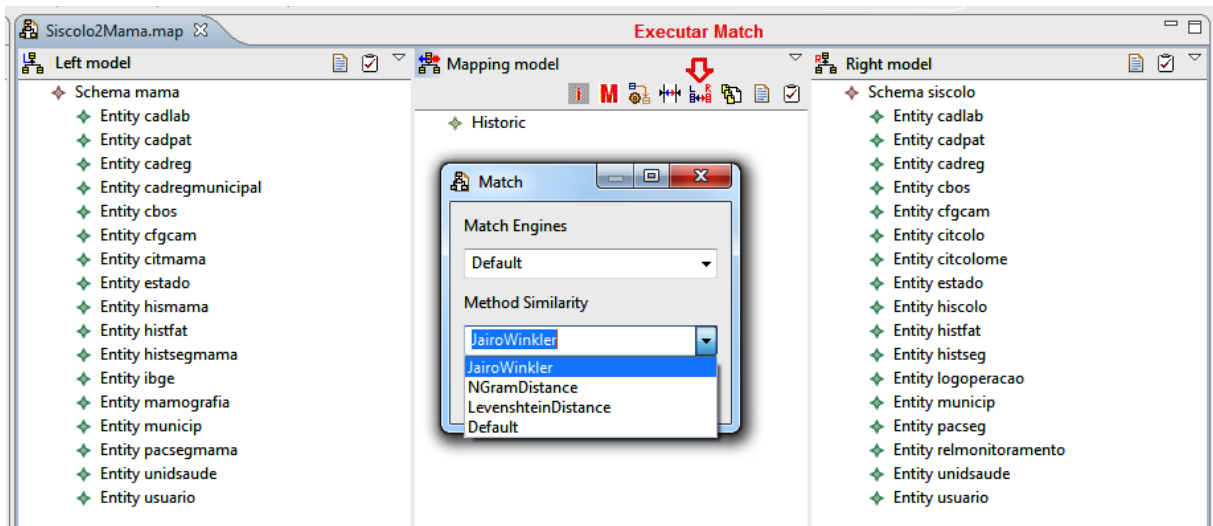 Siscolo2Mama.map
Executar Match
Left model
Schema mama
Entity cadlab
Entity cadpat
Entity cadreg
Entity cadregmunicipal
Entity cbos
Entity cfgcam
Entity citmama
Entity estado
Entity hismama
Entity histfat
Entity histsegmama
Entity ibge
Entity mamografia
Entity municip
Entity pacsegmama
Entity unidsaude
Entity usuario
Mapping model
i M
Historic
Match
Match Engines
Default
Method Similarity
JairoWinkler
JairoWinkler
NGramDistance
LevenshteinDistance
Default
Right model
Schema siscolo
Entity cadlab
Entity cadpat
Entity cadreg
Entity cbos
Entity cfgcam
Entity citcolo
Entity citcolome
Entity estado
Entity hiscolo
Entity histfat
Entity histseg
Entity logoperacao
Entity municip
Entity pacseg
Entity relmonitoramento
Entity unidsaude
Entity usuario